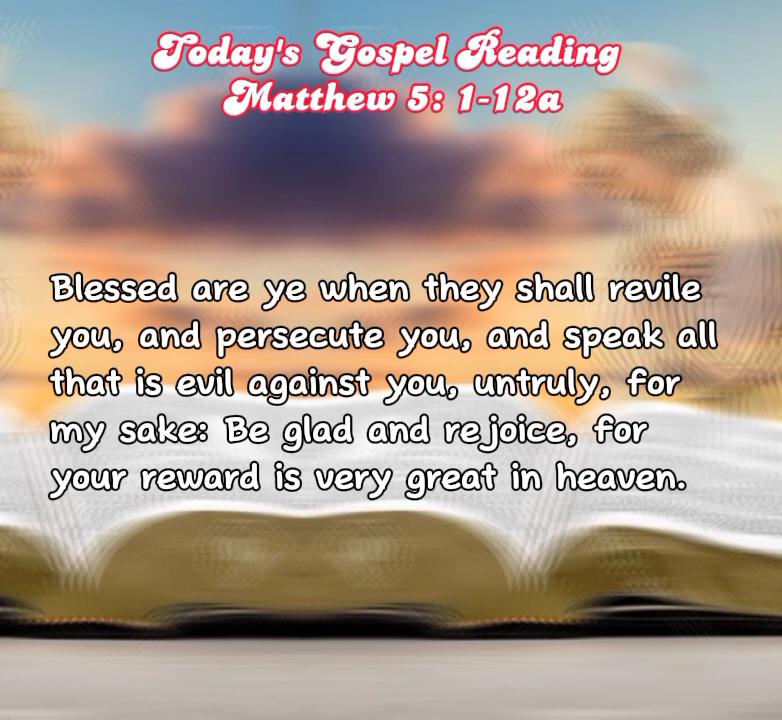 Today's Gospel Reading
Matthew 5: 1-12a
Blessed are ye when they shall revile
you, and persecute you, and speak all
that is evil against you, untruly, for
my sake: Be glad and rejoice, for
your reward is very great in heaven.